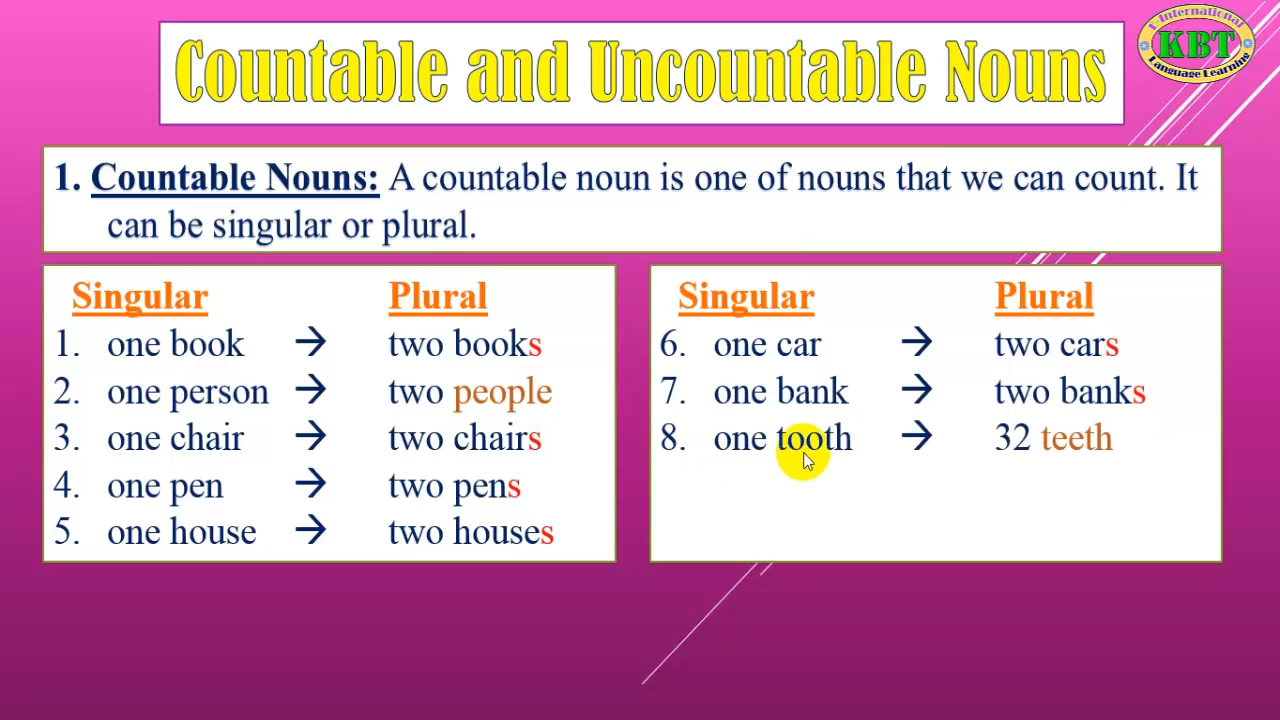 Countable and Uncountable Nouns
E-International
KBT
Language Learning
1. Countable Nouns: A countable noun is one of nouns that we can count. It
can be singular or plural.
Singular Plural
1. one book → two books
2. one person → two people
3. one chair → two chairs
4. one pen → two pens
5. one house → two houses
Singular Plural
6. one car → two cars
7. one bank → two banks
8. one tooth → 32 teeth